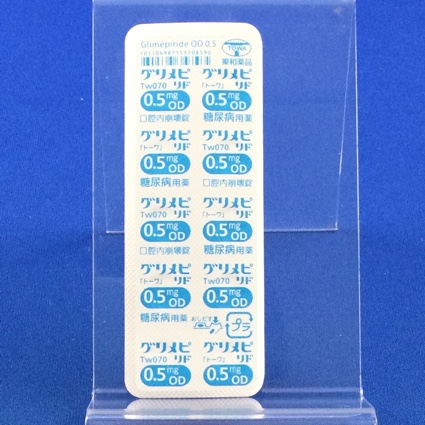 Glimepiride OD 0.5
TOWA
東和薬品
グリメピ グリメピ
Tw070 リド 「トーワ」 リド
0.5mg OD 0.5mg OD
口腔内崩壊錠 糖尿病用薬
グリメピ グリメピ
「トーワ」 リド Tw070 リド
0.5mg OD 0.5mg OD
糖尿病用薬 口腔内崩壊錠
グリメピ グリメピ
Tw070 リド 「トーワ」 リド
0.5mg OD 0.5mg OD
口腔内崩壊錠 糖尿病用薬
グリメピ グリメピ
「トーワ」 リド Tw070 リド
0.5mg OD 0.5mg OD
糖尿病用薬 おしだす プラ
グリメピ グリメピ
Tw070 リド 「トーワ」 リド
0.5mg OD 0.5mg OD